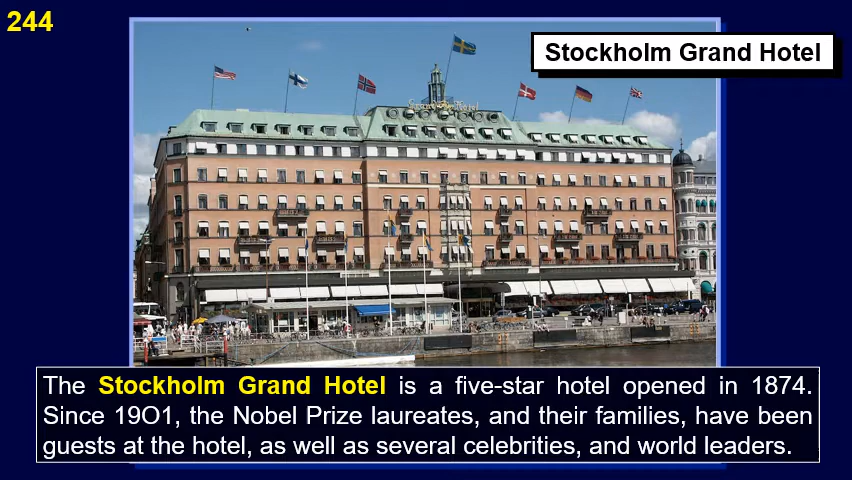 244
Stockholm Grand Hotel
Grand Hôtel
The Stockholm Grand Hotel is a five-star hotel opened in 1874.
Since 19O1, the Nobel Prize laureates, and their families, have been
guests at the hotel, as well as several celebrities, and world leaders.